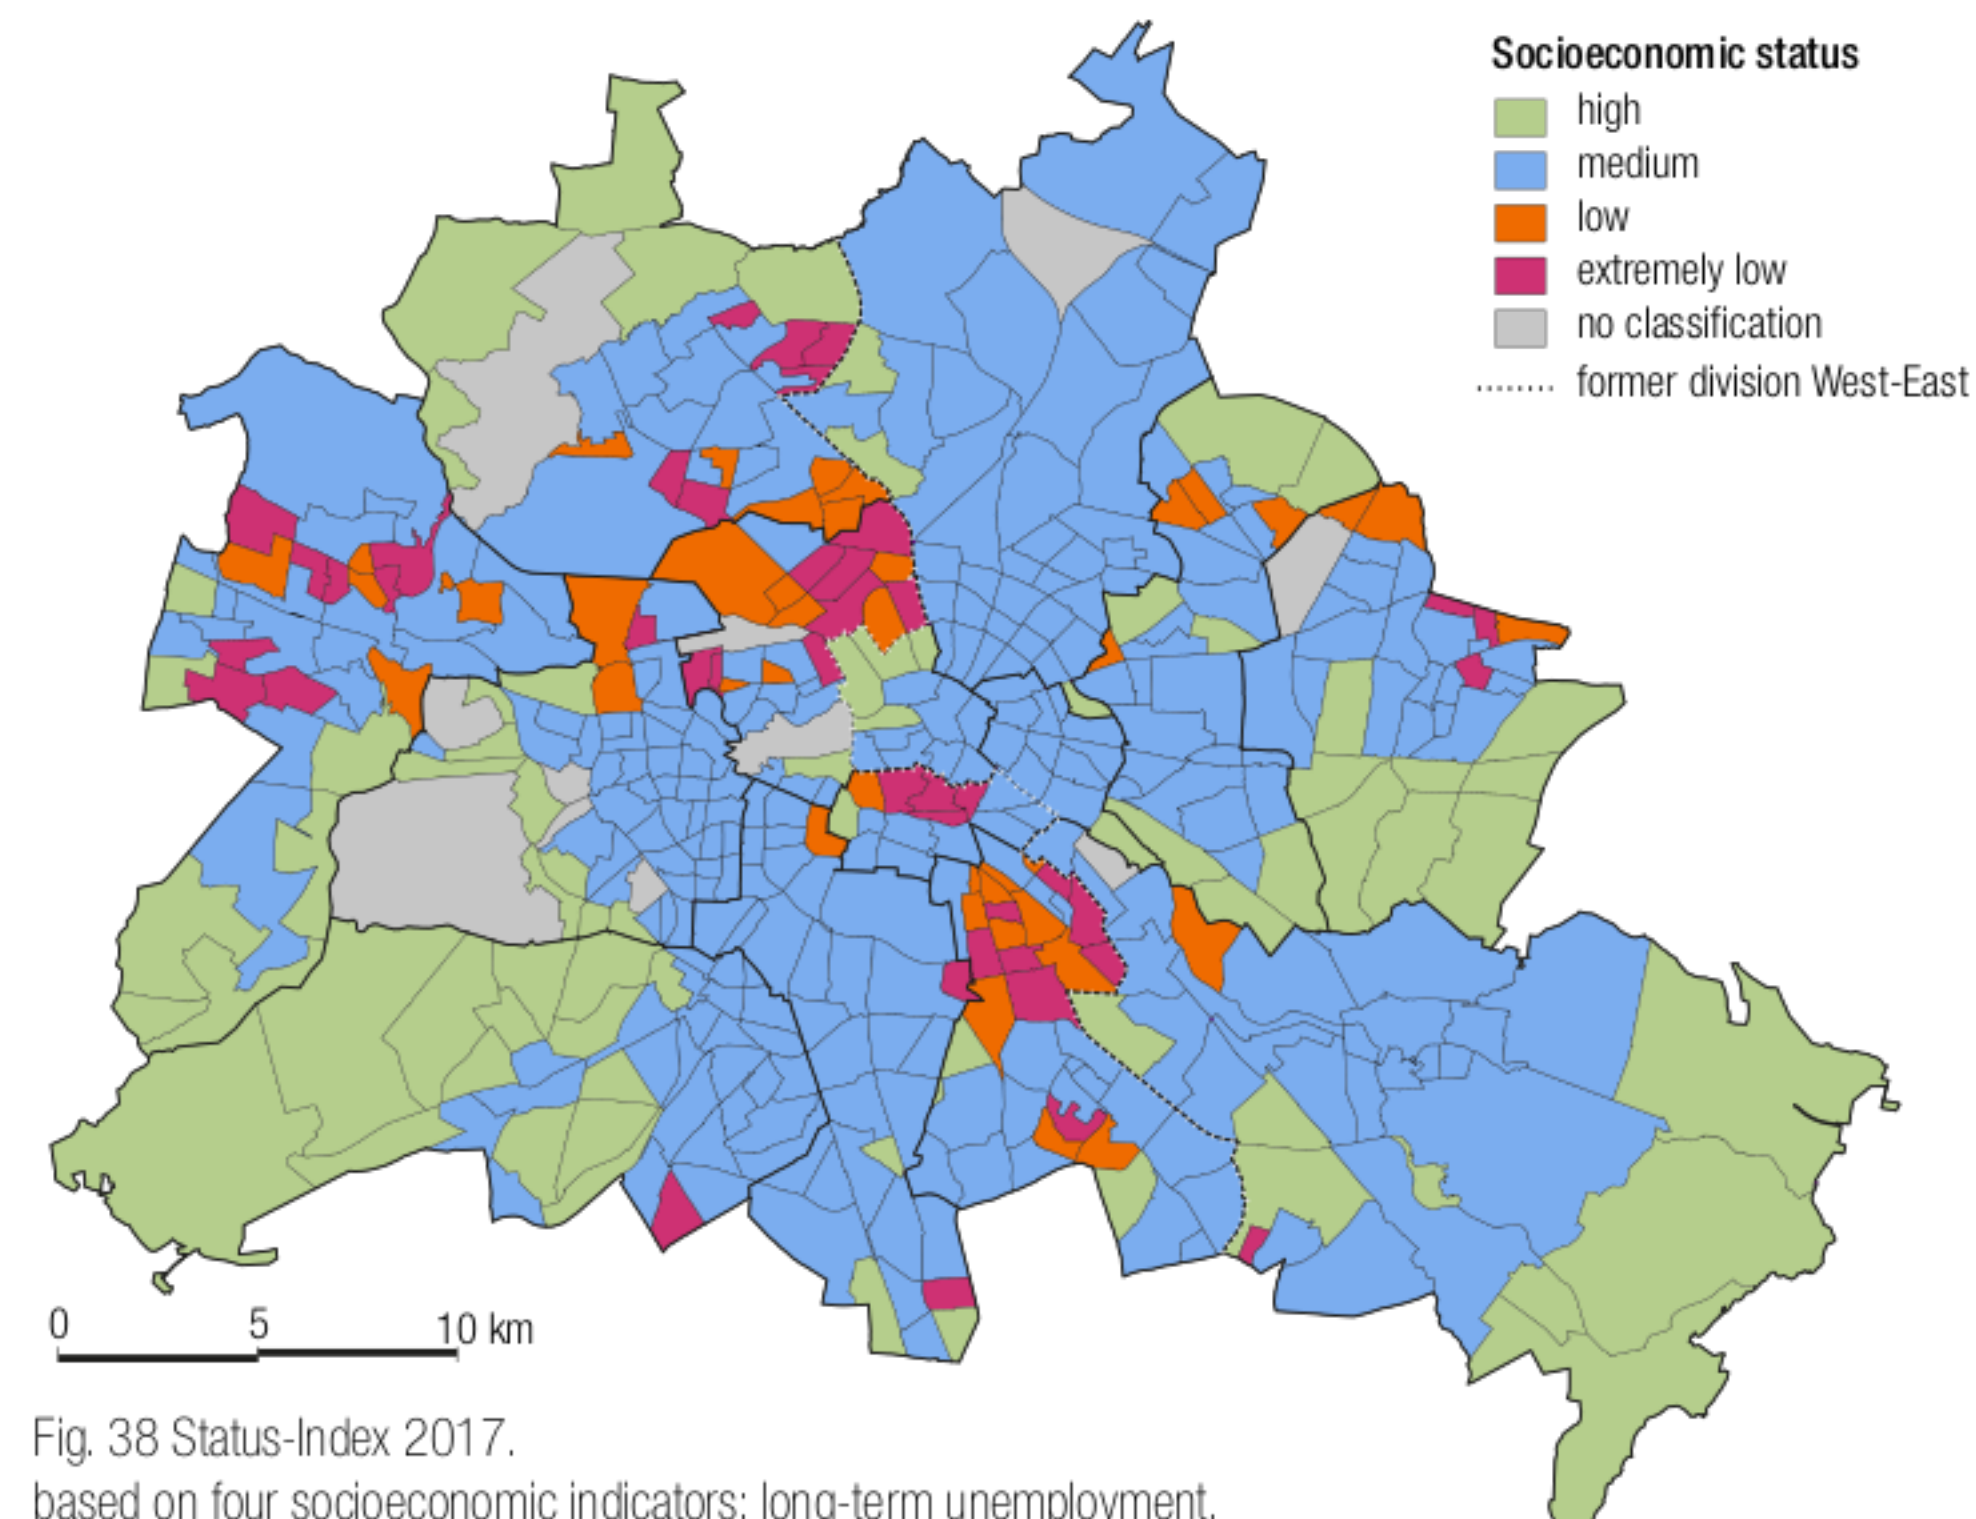 Socioeconomic status
high
medium
low
extremely low
no classification
former division West-East
0 5 10 km
Fig. 38 Status-Index 2017.
based on four socioeconomic indicators: long-term unemployment,